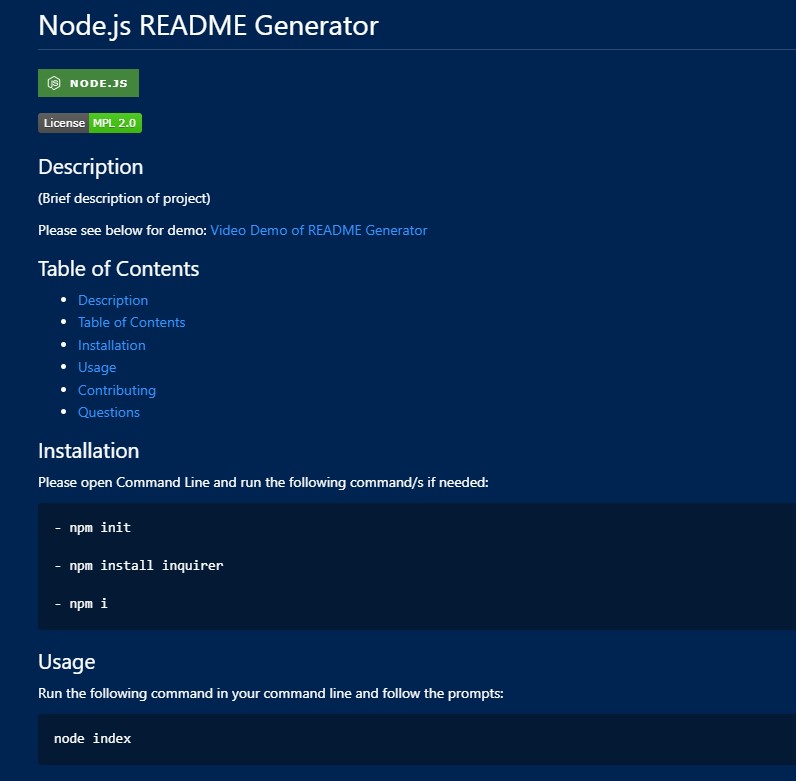 Node.js README Generator
NODE.JS
License MPL 2.0
Description
(Brief description of project)
Please see below for demo: Video Demo of README Generator
Table of Contents
Description
Table of Contents
Installation
Usage
Contributing
Questions
Installation
Please open Command Line and run the following command/s if needed:
- npm init
- npm install inquirer
- npm i
Usage
Run the following command in your command line and follow the prompts:
node index